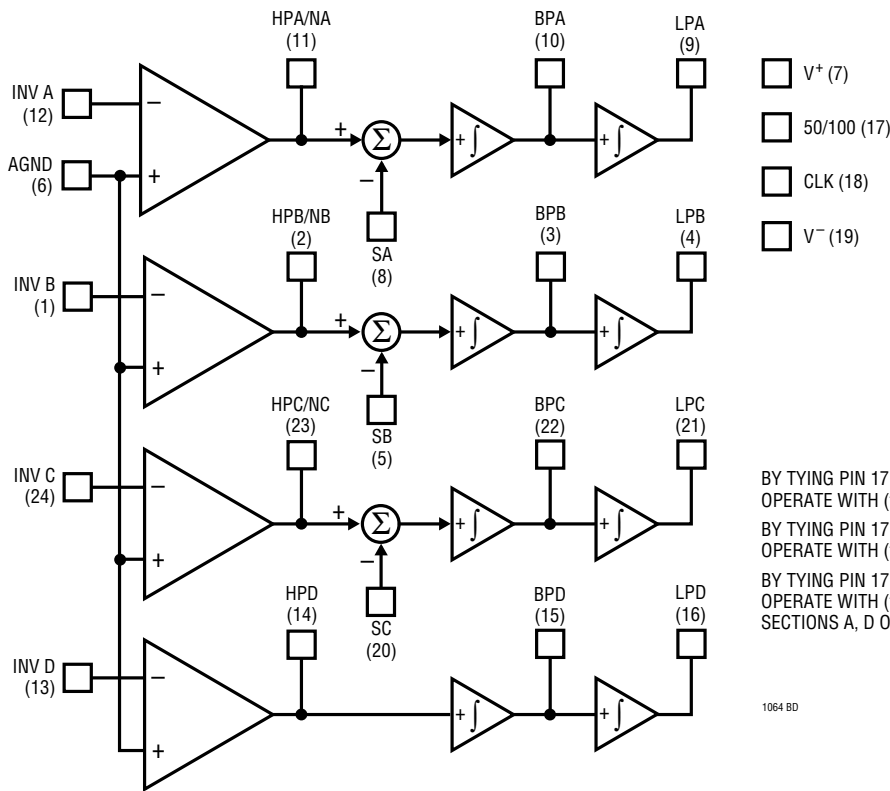 HPA/NA
(11)
BPA
(10)
LPA
(9)
V+ (7)
INV A
(12)
−
+
Σ
+ ∫
+ ∫
50/100 (17)
AGND
(6)
+
−
CLK (18)
SA
(8)
V− (19)
HPB/NB
(2)
BPB
(3)
LPB
(4)
INV B
(1)
−
+
Σ
+ ∫
+ ∫
+
−
SB
(5)
HPC/NC
(23)
BPC
(22)
LPC
(21)
INV C
(24)
−
+
Σ
+ ∫
+ ∫
+
−
SC
(20)
BY TYING PIN 17
OPERATE WITH (
BY TYING PIN 17
OPERATE WITH (
BY TYING PIN 17
OPERATE WITH (
SECTIONS A, D O
HPD
(14)
BPD
(15)
LPD
(16)
INV D
(13)
−
+ ∫
+ ∫
+
1064 BD